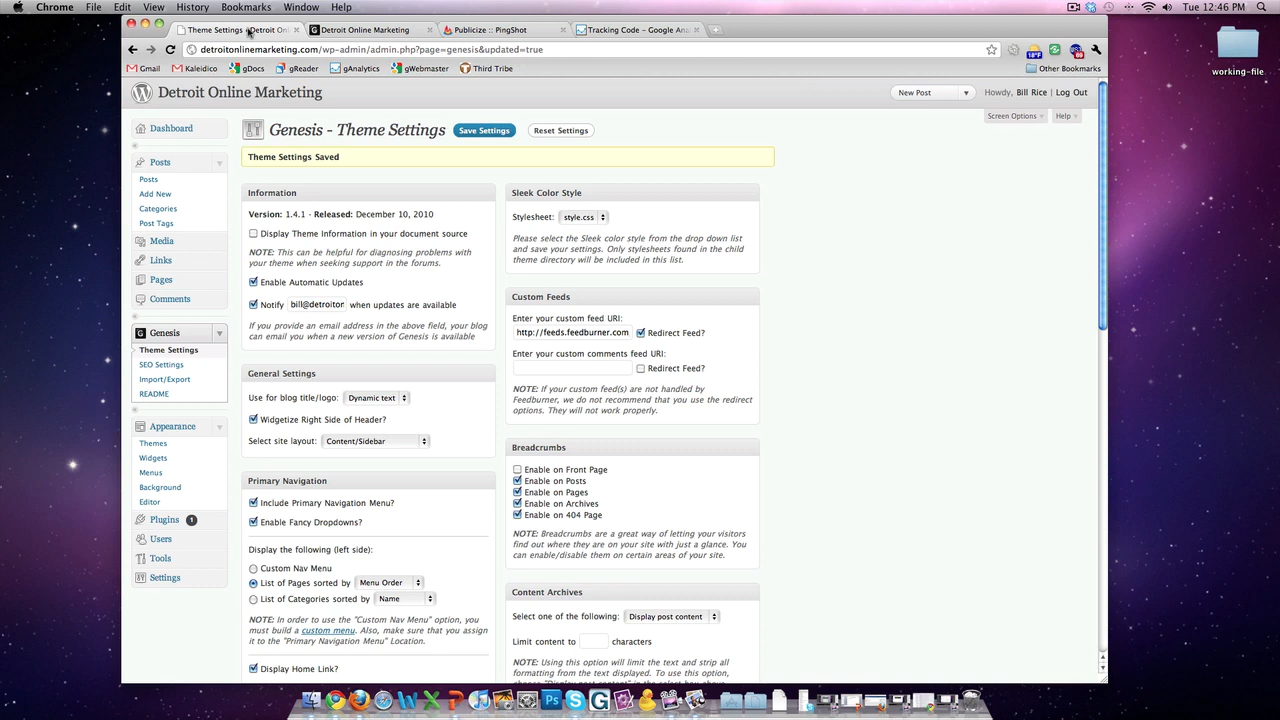 Chrome File Edit View History Bookmarks Window Help Tue 12:46 PM
Theme Settings ‹ Detroit Onli Detroit Online Marketing Publicize :: PingShot Tracking Code - Google Ana
detroitonlinemarketing.com/wp-admin/admin.php?page=genesis&updated=true
Gmail Kaleidico gDocs gReader gAnalytics gWebmaster Third Tribe Other Bookmarks
working-file
Detroit Online Marketing New Post Howdy, Bill Rice | Log Out
Screen Options Help
Genesis - Theme Settings Save Settings Reset Settings
Theme Settings Saved
Dashboard
Posts
Posts
Add New
Categories
Post Tags
Media
Links
Pages
Comments
Genesis
Theme Settings
SEO Settings
Import/Export
README
Appearance
Themes
Widgets
Menus
Background
Editor
Plugins 1
Users
Tools
Settings
Information
Version: 1.4.1 · Released: December 10, 2010
Display Theme Information in your document source
NOTE: This can be helpful for diagnosing problems with
your theme when seeking support in the forums.
Enable Automatic Updates
Notify bill@detroitor when updates are available
If you provide an email address in the above field, your blog
can email you when a new version of Genesis is available
General Settings
Use for blog title/logo: Dynamic text
Widgetize Right Side of Header?
Select site layout: Content/Sidebar
Primary Navigation
Include Primary Navigation Menu?
Enable Fancy Dropdowns?
Display the following (left side):
Custom Nav Menu
List of Pages sorted by Menu Order
List of Categories sorted by Name
NOTE: In order to use the "Custom Nav Menu" option, you
must build a custom menu. Also, make sure that you assign
it to the "Primary Navigation Menu" Location.
Display Home Link?
Sleek Color Style
Stylesheet: style.css
Please select the Sleek color style from the drop down list
and save your settings. Only stylesheets found in the child
theme directory will be included in this list.
Custom Feeds
Enter your custom feed URI:
http://feeds.feedburner.com Redirect Feed?
Enter your custom comments feed URI:
Redirect Feed?
NOTE: If your custom feed(s) are not handled by
Feedburner, we do not recommend that you use the redirect
options. They will not work properly.
Breadcrumbs
Enable on Front Page
Enable on Posts
Enable on Pages
Enable on Archives
Enable on 404 Page
NOTE: Breadcrumbs are a great way of letting your visitors
find out where they are on your site with just a glance. You
can enable/disable them on certain areas of your site.
Content Archives
Select one of the following: Display post content
Limit content to characters
NOTE: Using this option will limit the text and strip all
formatting from the text displayed. To use this option,